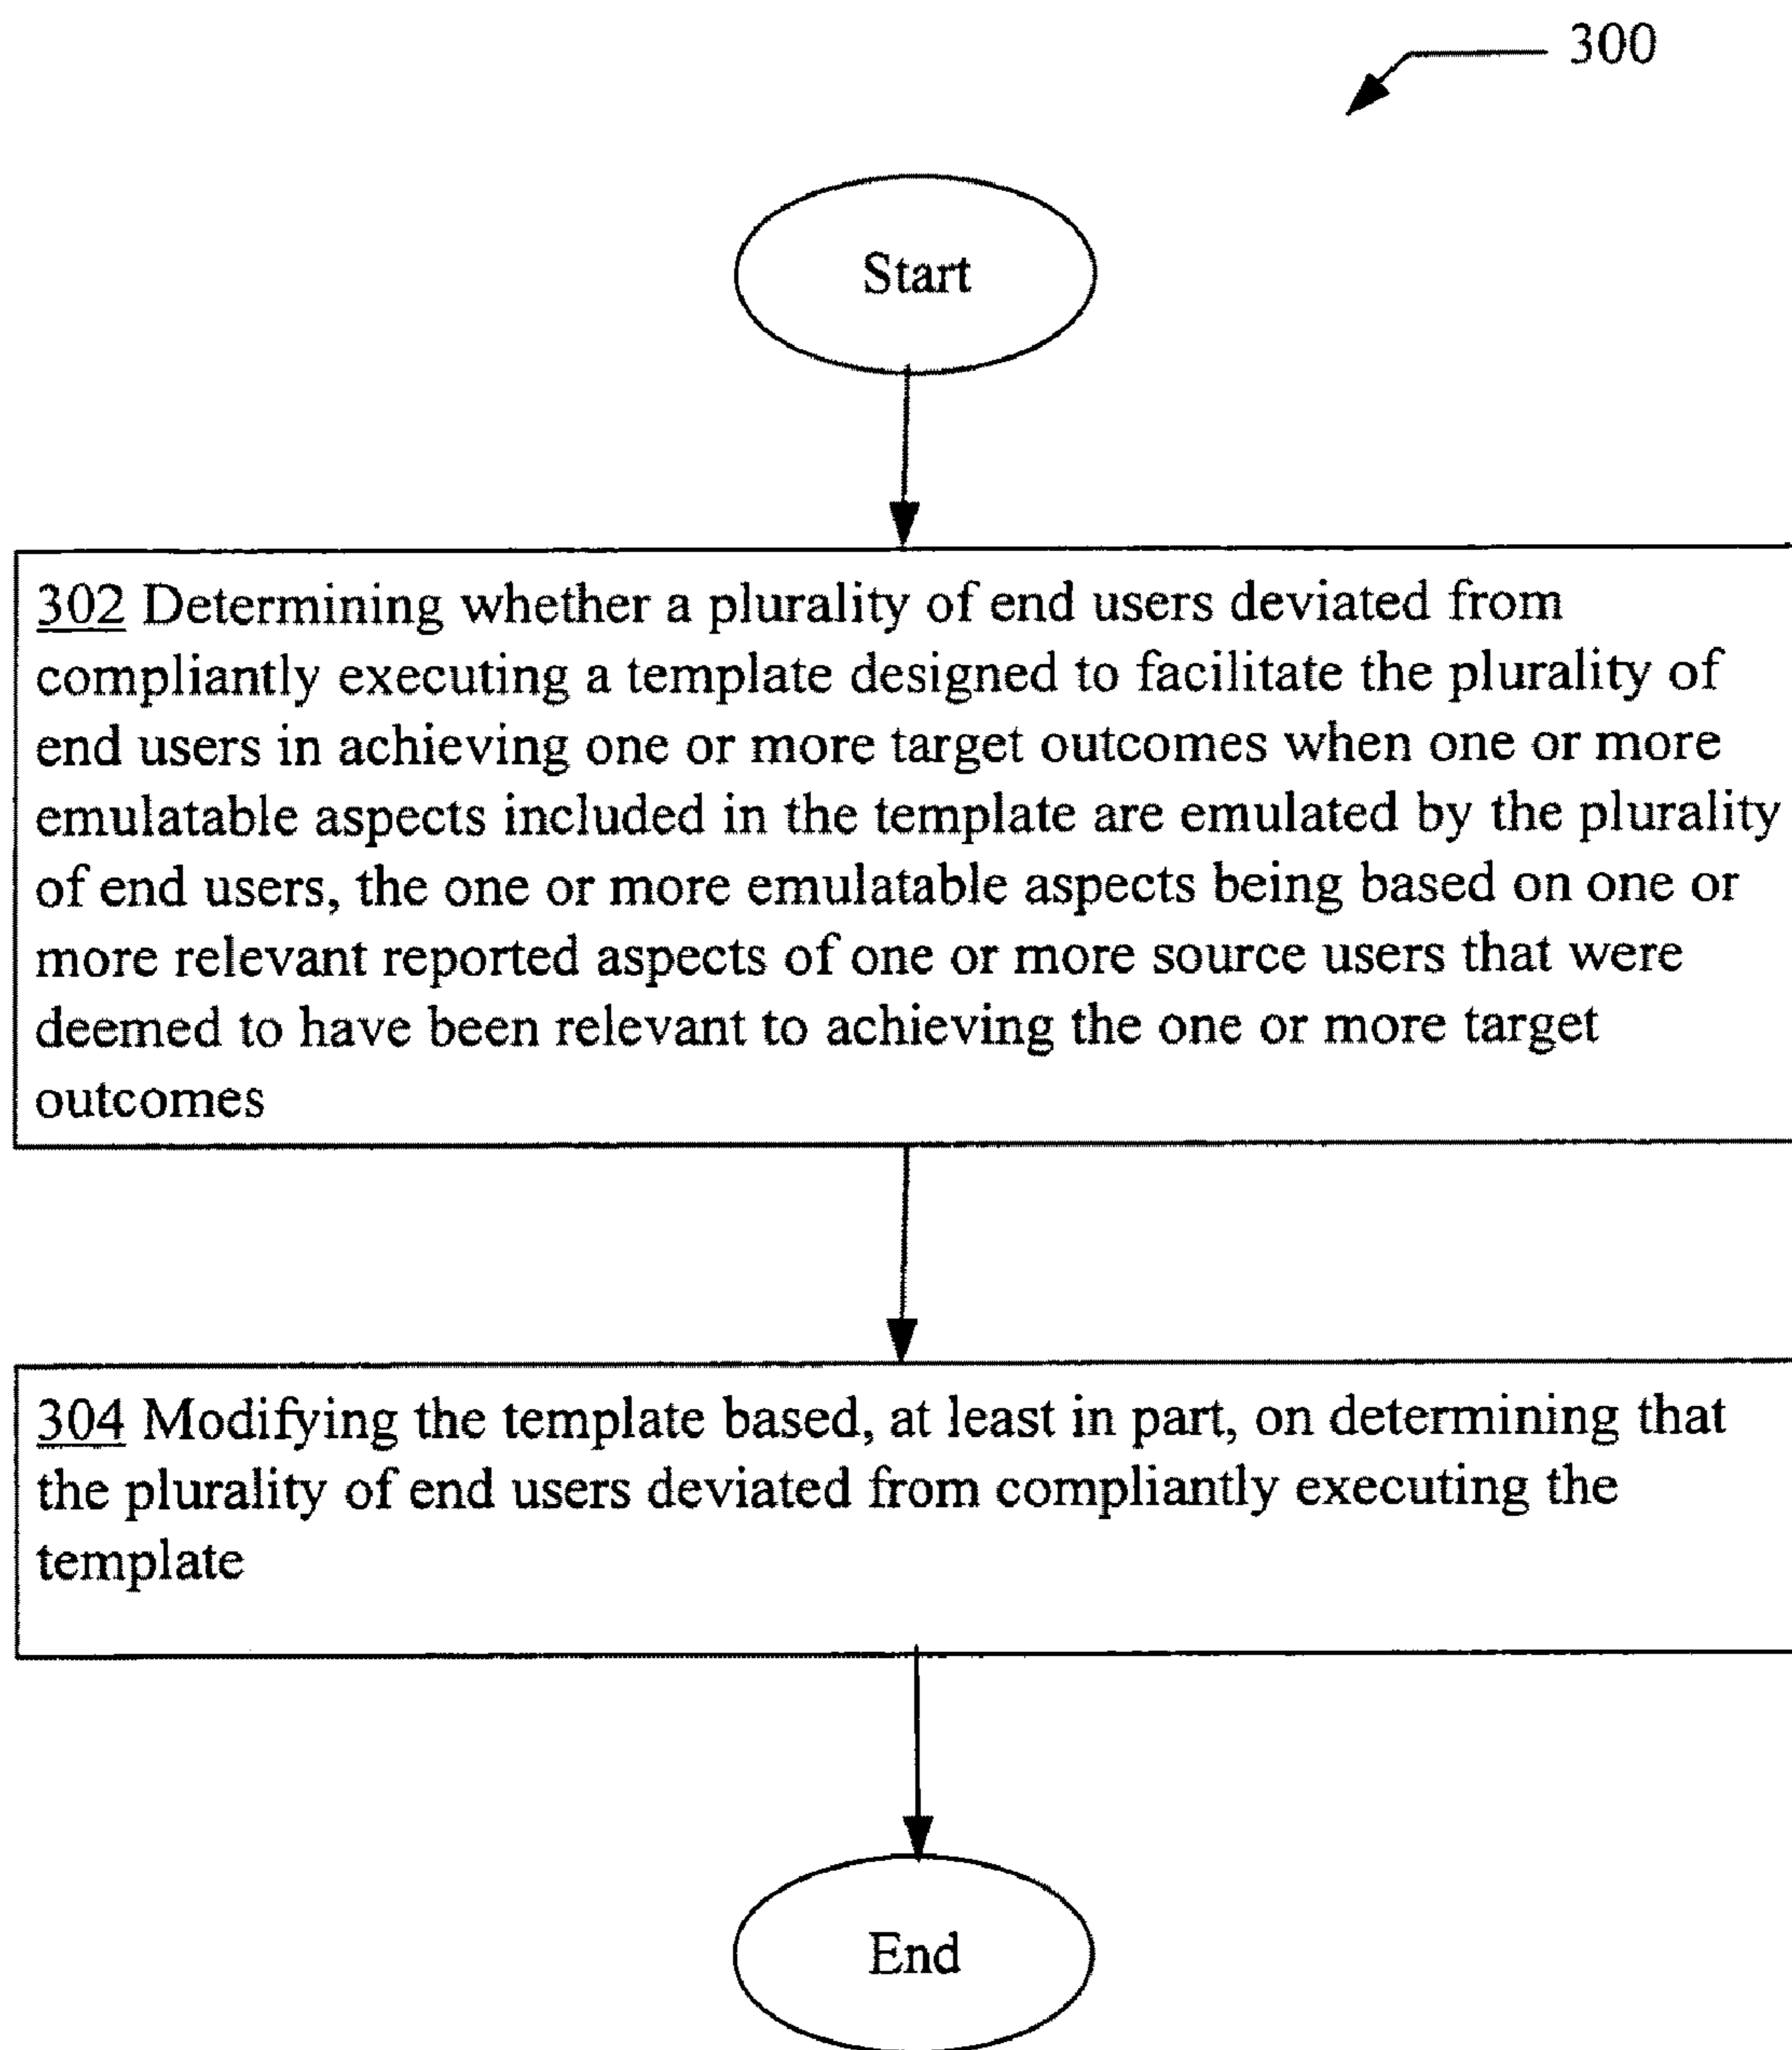 300
Start
302 Determining whether a plurality of end users deviated from
compliantly executing a template designed to facilitate the plurality of
end users in achieving one or more target outcomes when one or more
emulatable aspects included in the template are emulated by the plurality
of end users, the one or more emulatable aspects being based on one or
more relevant reported aspects of one or more source users that were
deemed to have been relevant to achieving the one or more target
outcomes
304 Modifying the template based, at least in part, on determining that
the plurality of end users deviated from compliantly executing the
template
End